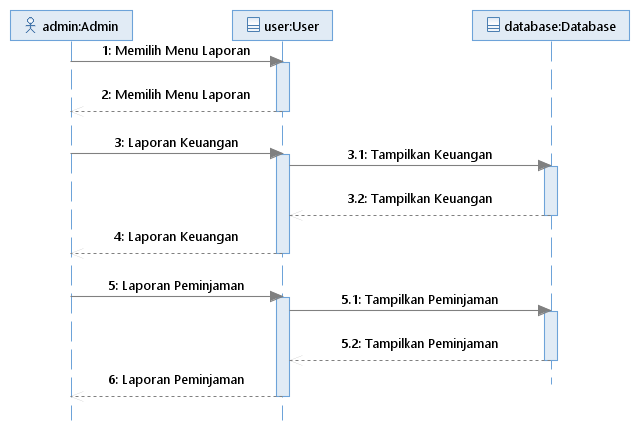 admin:Admin
user:User
database:Database
1: Memilih Menu Laporan
2: Memilih Menu Laporan
3: Laporan Keuangan
3.1: Tampilkan Keuangan
3.2: Tampilkan Keuangan
4: Laporan Keuangan
5: Laporan Peminjaman
5.1: Tampilkan Peminjaman
5.2: Tampilkan Peminjaman
6: Laporan Peminjaman